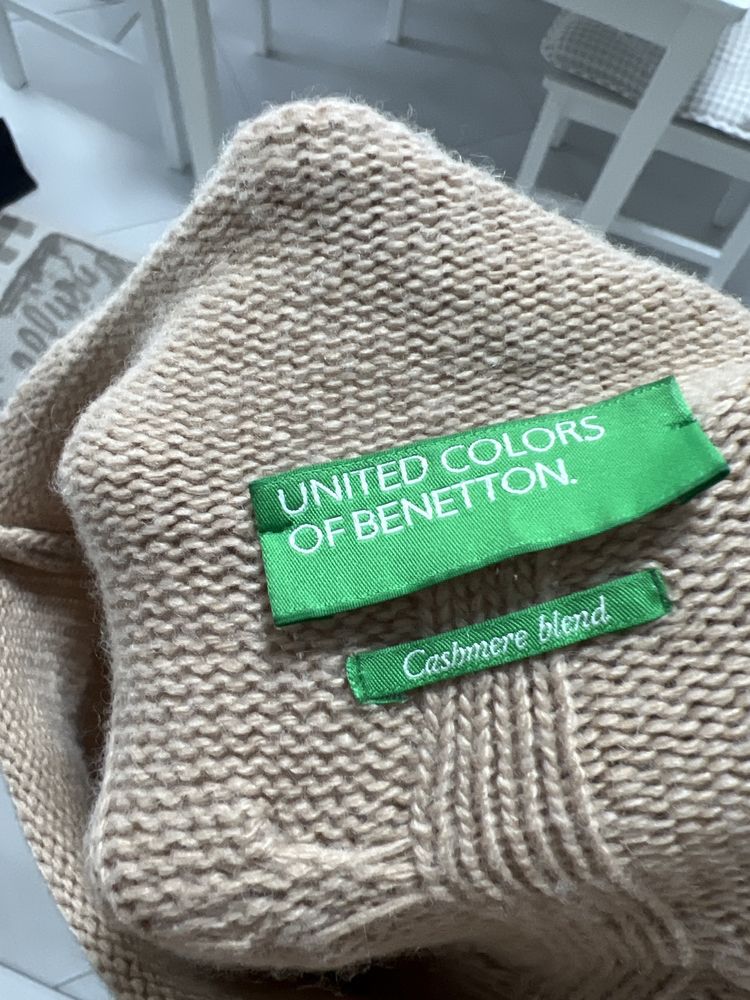 UNITED COLORS
OF BENETTON.
Cashmere blend